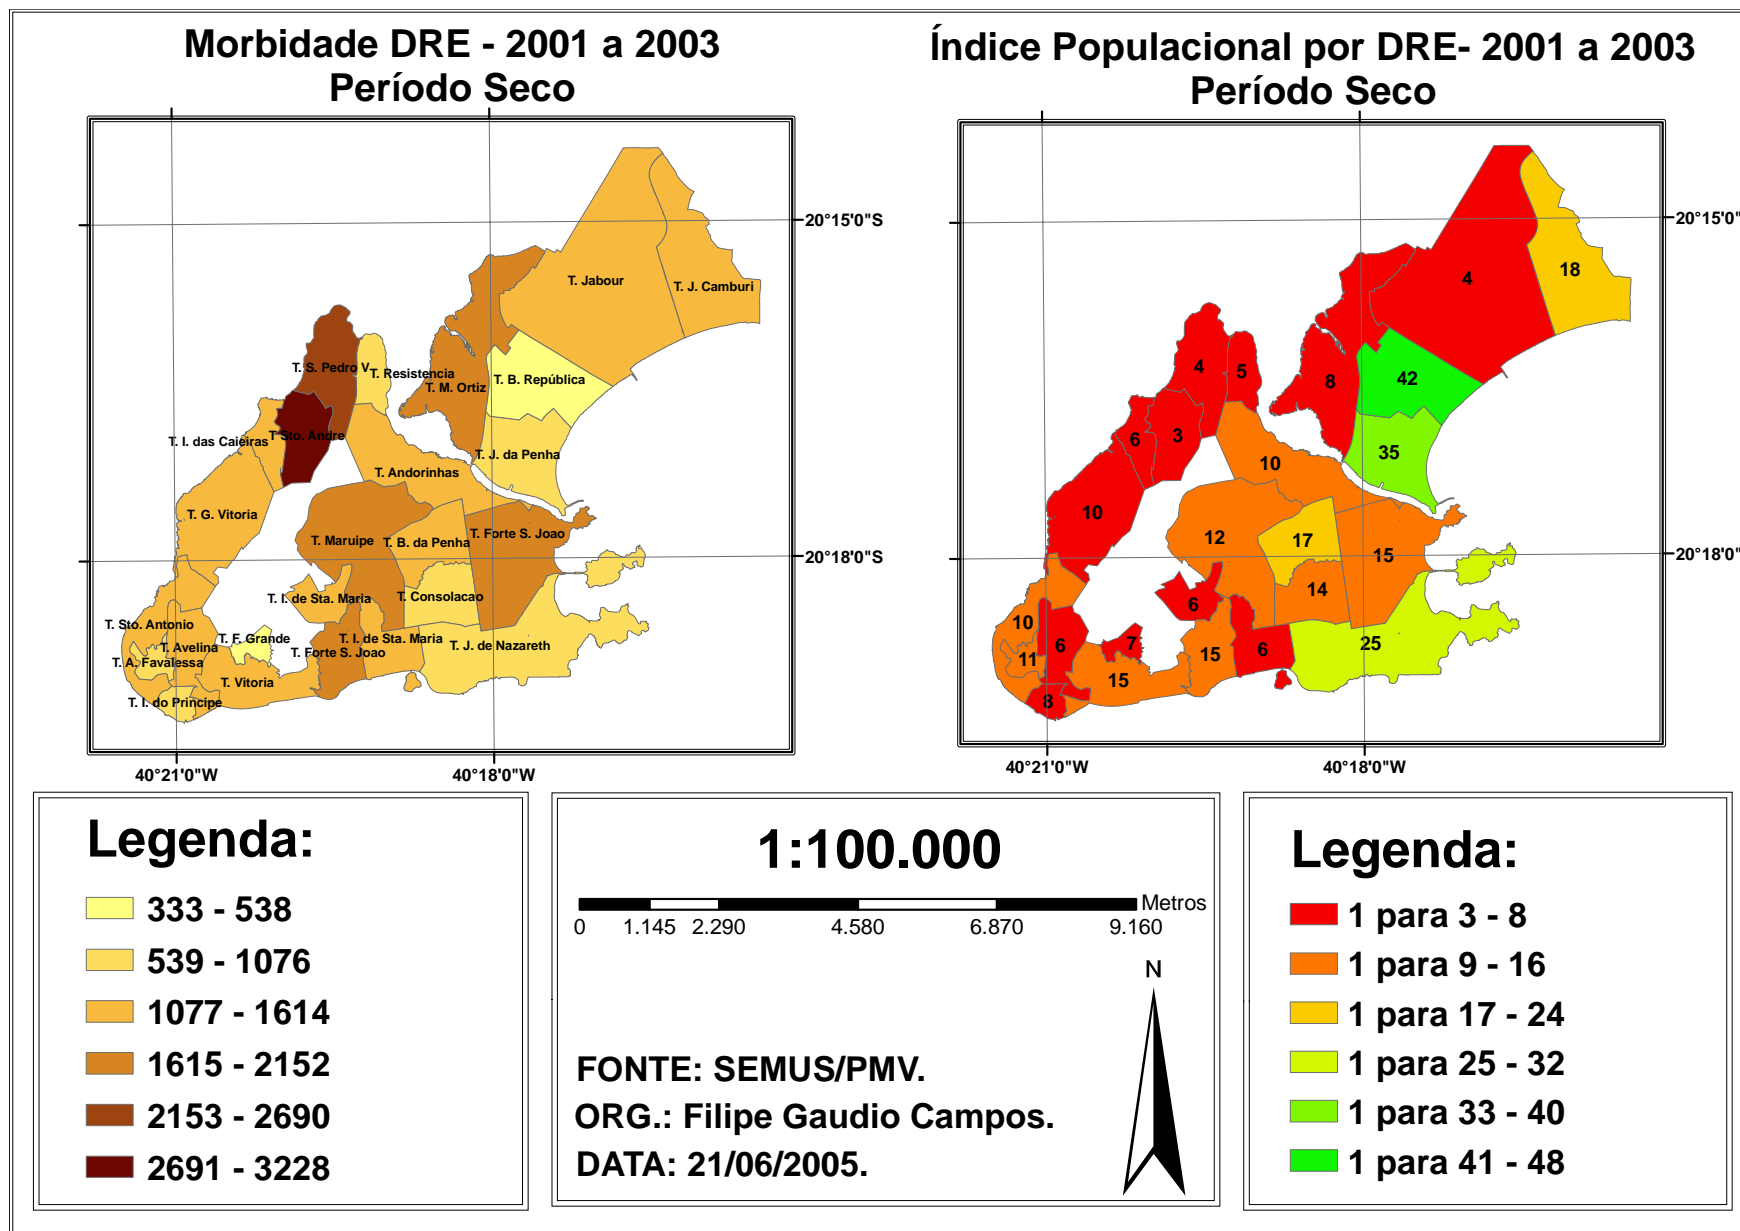 Morbidade DRE - 2001 a 2003
Período Seco
T. Jabour
T. J. Camburi
T. S. Pedro V
T. Resistencia
T. M. Ortiz
T. B. República
T. I. das Caieiras
T Sto. Andre
T. J. da Penha
T. Andorinhas
T. G. Vitoria
T. Maruipe
T. B. da Penha
T. Forte S. Joao
T. I. de Sta. Maria
T. Consolacao
T. Sto. Antonio
T. F. Grande
T. I. de Sta. Maria
T. Avelina
T. Forte S. Joao
T. J. de Nazareth
T. A. Favalessa
T. Vitoria
T. I. do Principe
20°15'0"S
20°18'0"S
40°21'0"W
40°18'0"W
Índice Populacional por DRE- 2001 a 2003
Período Seco
4
18
4
5
8
42
6
3
35
10
10
12
17
15
6
14
10
6
7
15
6
25
11
15
8
20°15'0"S
20°18'0"S
40°21'0"W
40°18'0"W
Legenda:
333 - 538
539 - 1076
1077 - 1614
1615 - 2152
2153 - 2690
2691 - 3228
1:100.000
Metros
0 1.145 2.290 4.580 6.870 9.160
N
FONTE: SEMUS/PMV.
ORG.: Filipe Gaudio Campos.
DATA: 21/06/2005.
Legenda:
1 para 3 - 8
1 para 9 - 16
1 para 17 - 24
1 para 25 - 32
1 para 33 - 40
1 para 41 - 48